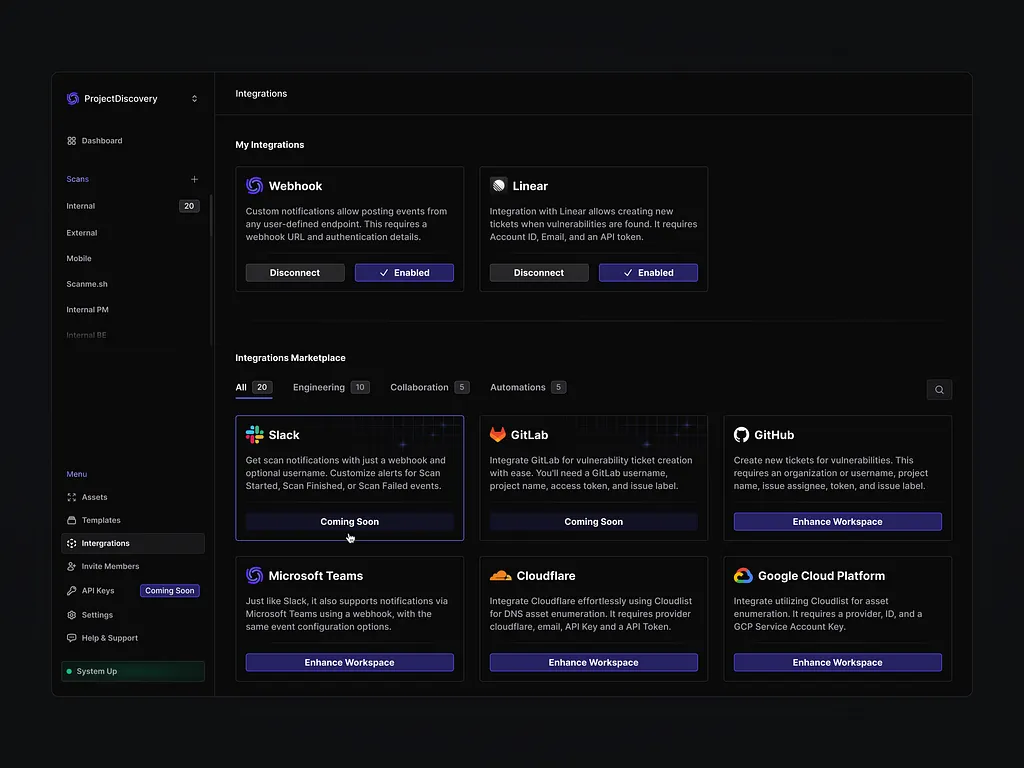 ProjectDiscovery
Dashboard
Scans
Internal 20
External
Mobile
Scanme.sh
Internal PM
Internal BE
Menu
Assets
Templates
Intergrations
Invite Members
API Keys Coming Soon
Settings
Help & Support
System Up
Integrations
My Integrations
Webhook
Custom notifications allow posting events from
any user-defined endpoint. This requires a
webhook URL and authentication details.
Disconnect Enabled
Linear
Integration with Linear allows creating new
tickets when vulnerabilities are found. It requires
Account ID, Email, and an API token.
Disconnect Enabled
Integrations Marketplace
All 20 Engineering 10 Collaboration 5 Automations 5
Slack
Get scan notifications with just a webhook and
optional username. Customize alerts for Scan
Started, Scan Finished, or Scan Failed events.
Coming Soon
GitLab
Integrate GitLab for vulnerability ticket creation
with ease. You'll need a GitLab username,
project name, access token, and issue label.
Coming Soon
GitHub
Create new tickets for vulnerabilities. This
requires an organization or username, project
name, issue assignee, token, and issue label.
Enhance Workspace
Microsoft Teams
Just like Slack, it also supports notifications via
Microsoft Teams using a webhook, with the
same event configuration options.
Enhance Workspace
Cloudflare
Integrate Cloudflare effortlessly using Cloudlist
for DNS asset enumeration. It requires provider
cloudflare, email, API Key and a API Token.
Enhance Workspace
Google Cloud Platform
Integrate utilizing Cloudlist for asset
enumeration. It requires a provider, ID, and a
GCP Service Account Key.
Enhance Workspace